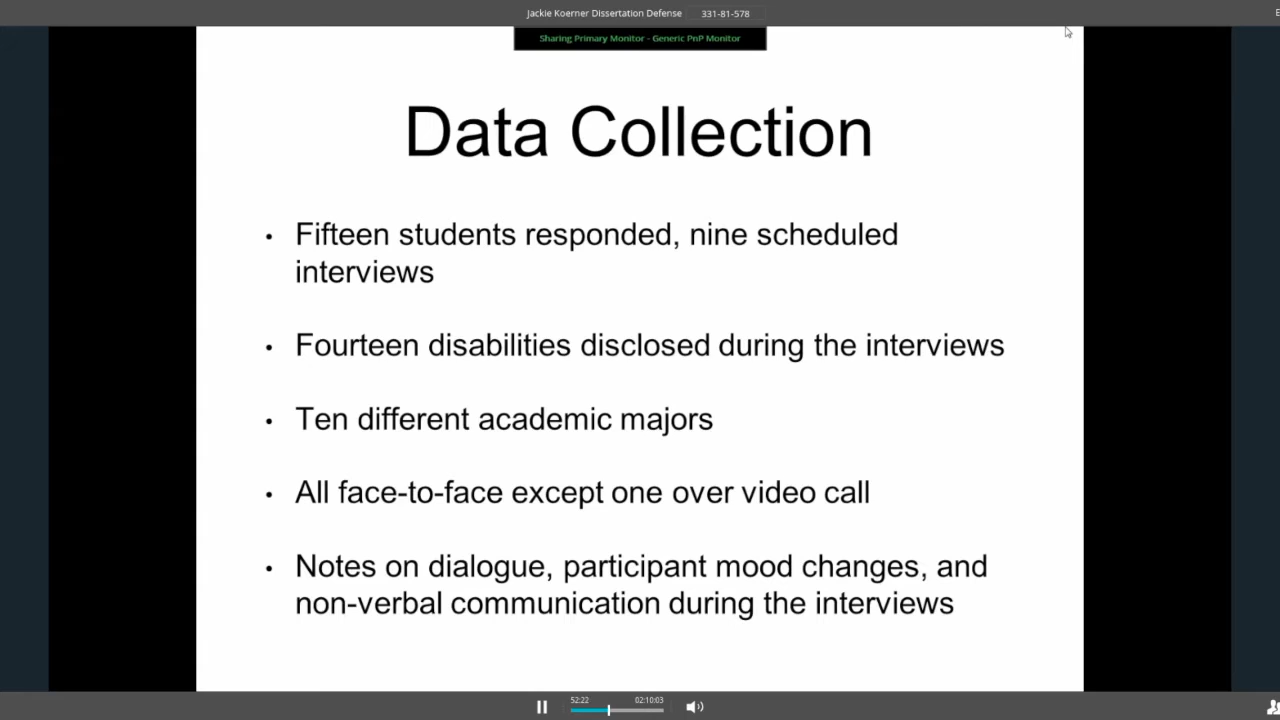 Jackie Koerner Dissertation Defense 331-81-578
Sharing Primary Monitor - Generic PnP Monitor
Data Collection
• Fifteen students responded, nine scheduled
interviews
• Fourteen disabilities disclosed during the interviews
• Ten different academic majors
• All face-to-face except one over video call
• Notes on dialogue, participant mood changes, and
non-verbal communication during the interviews
52:22 02:10:03